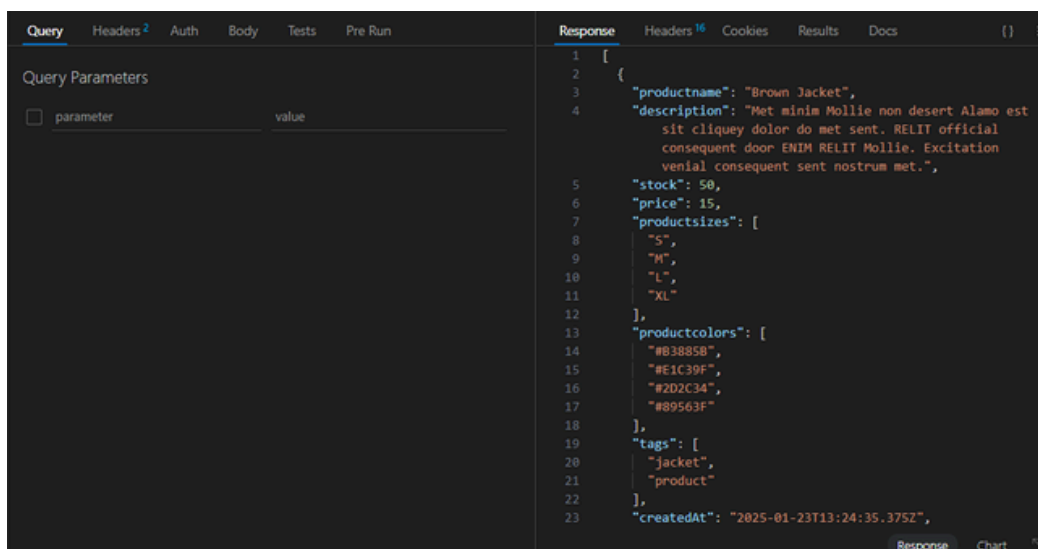 Query Headers 2 Auth Body Tests Pre Run
Query Parameters
parameter value
Response Headers 16 Cookies Results Docs {}
1 [
2 {
3 "productname": "Brown Jacket",
4 "description": "Met minim Mollie non desert Alamo est
sit cliquey dolor do met sent. RELIT official
consequent door ENIM RELIT Mollie. Excitation
venial consequent sent nostrum met.",
5 "stock": 50,
6 "price": 15,
7 "productsizes": [
8 "S",
9 "M",
10 "L",
11 "XL"
12 ],
13 "productcolors": [
14 "#B3885B",
15 "#E1C39F",
16 "#2D2C34",
17 "#89563F"
18 ],
19 "tags": [
20 "jacket",
21 "product"
22 ],
23 "createdAt": "2025-01-23T13:24:35.375Z",
Response Chart